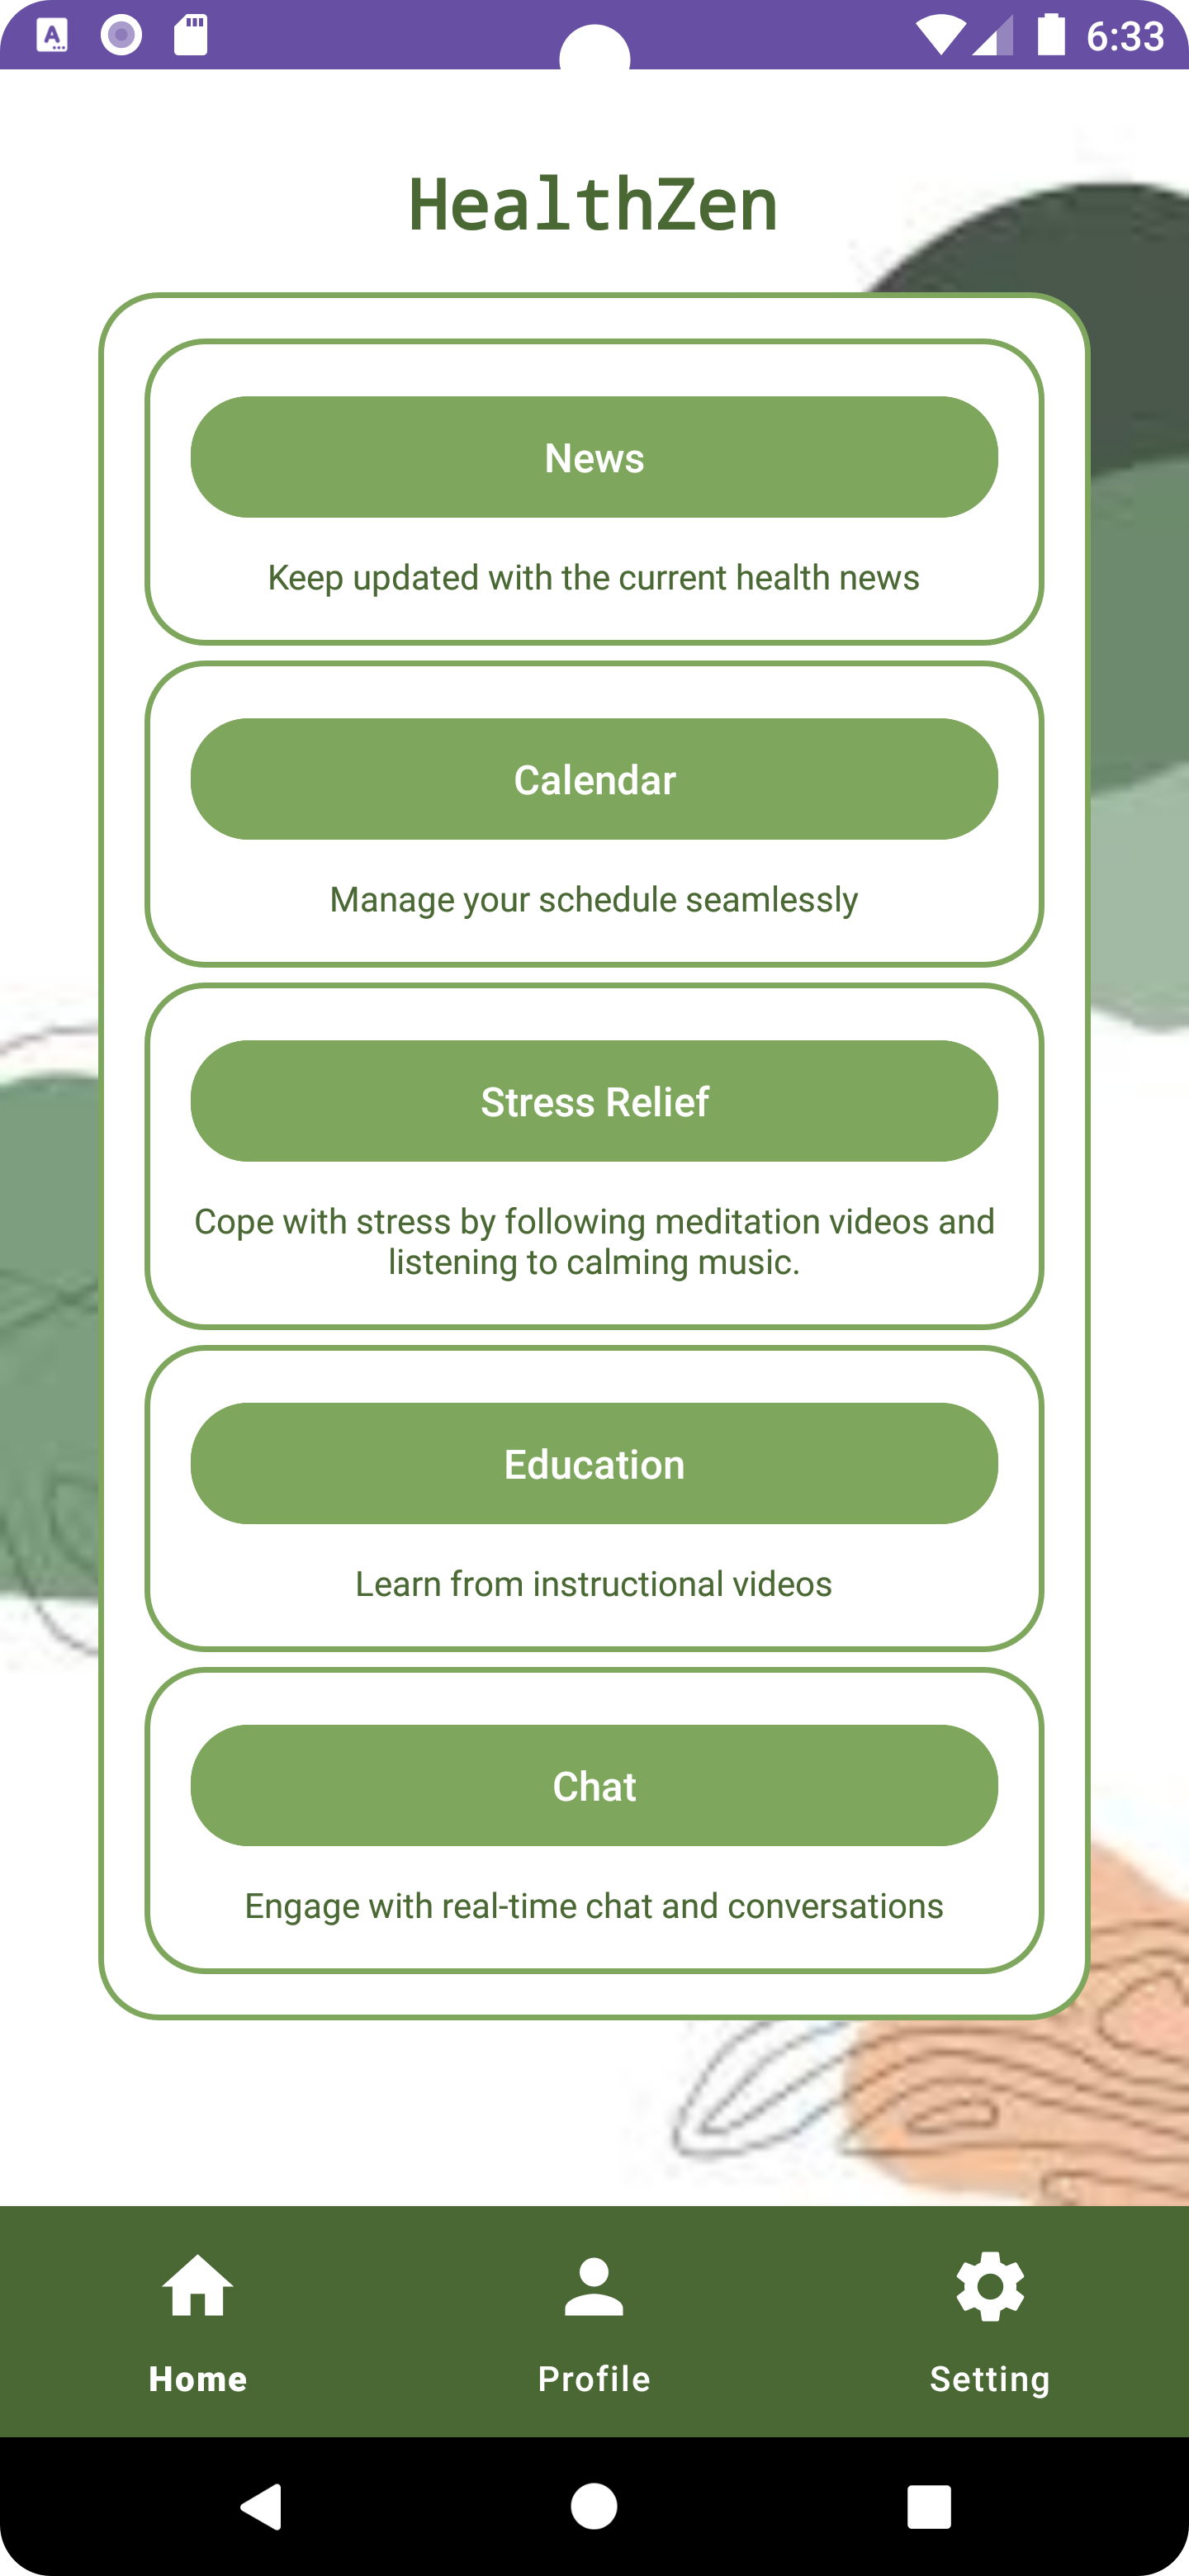 6:33
HealthZen
News
Keep updated with the current health news
Calendar
Manage your schedule seamlessly
Stress Relief
Cope with stress by following meditation videos and
listening to calming music.
Education
Learn from instructional videos
Chat
Engage with real-time chat and conversations
Home
Profile
Setting